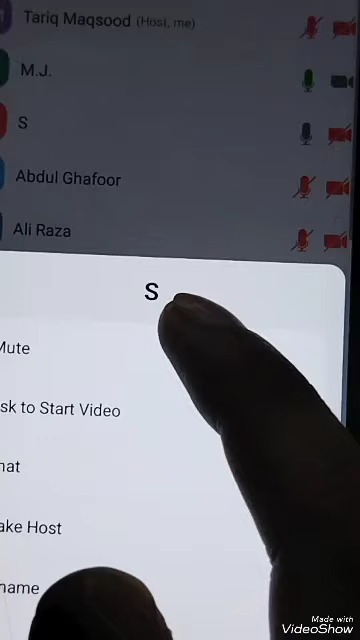 Tariq Maqsood (Host, me)
M.J.
S
Abdul Ghafoor
Ali Raza
S
Mute
sk to Start Video
hat
ake Host
name
Made with
VideoShow